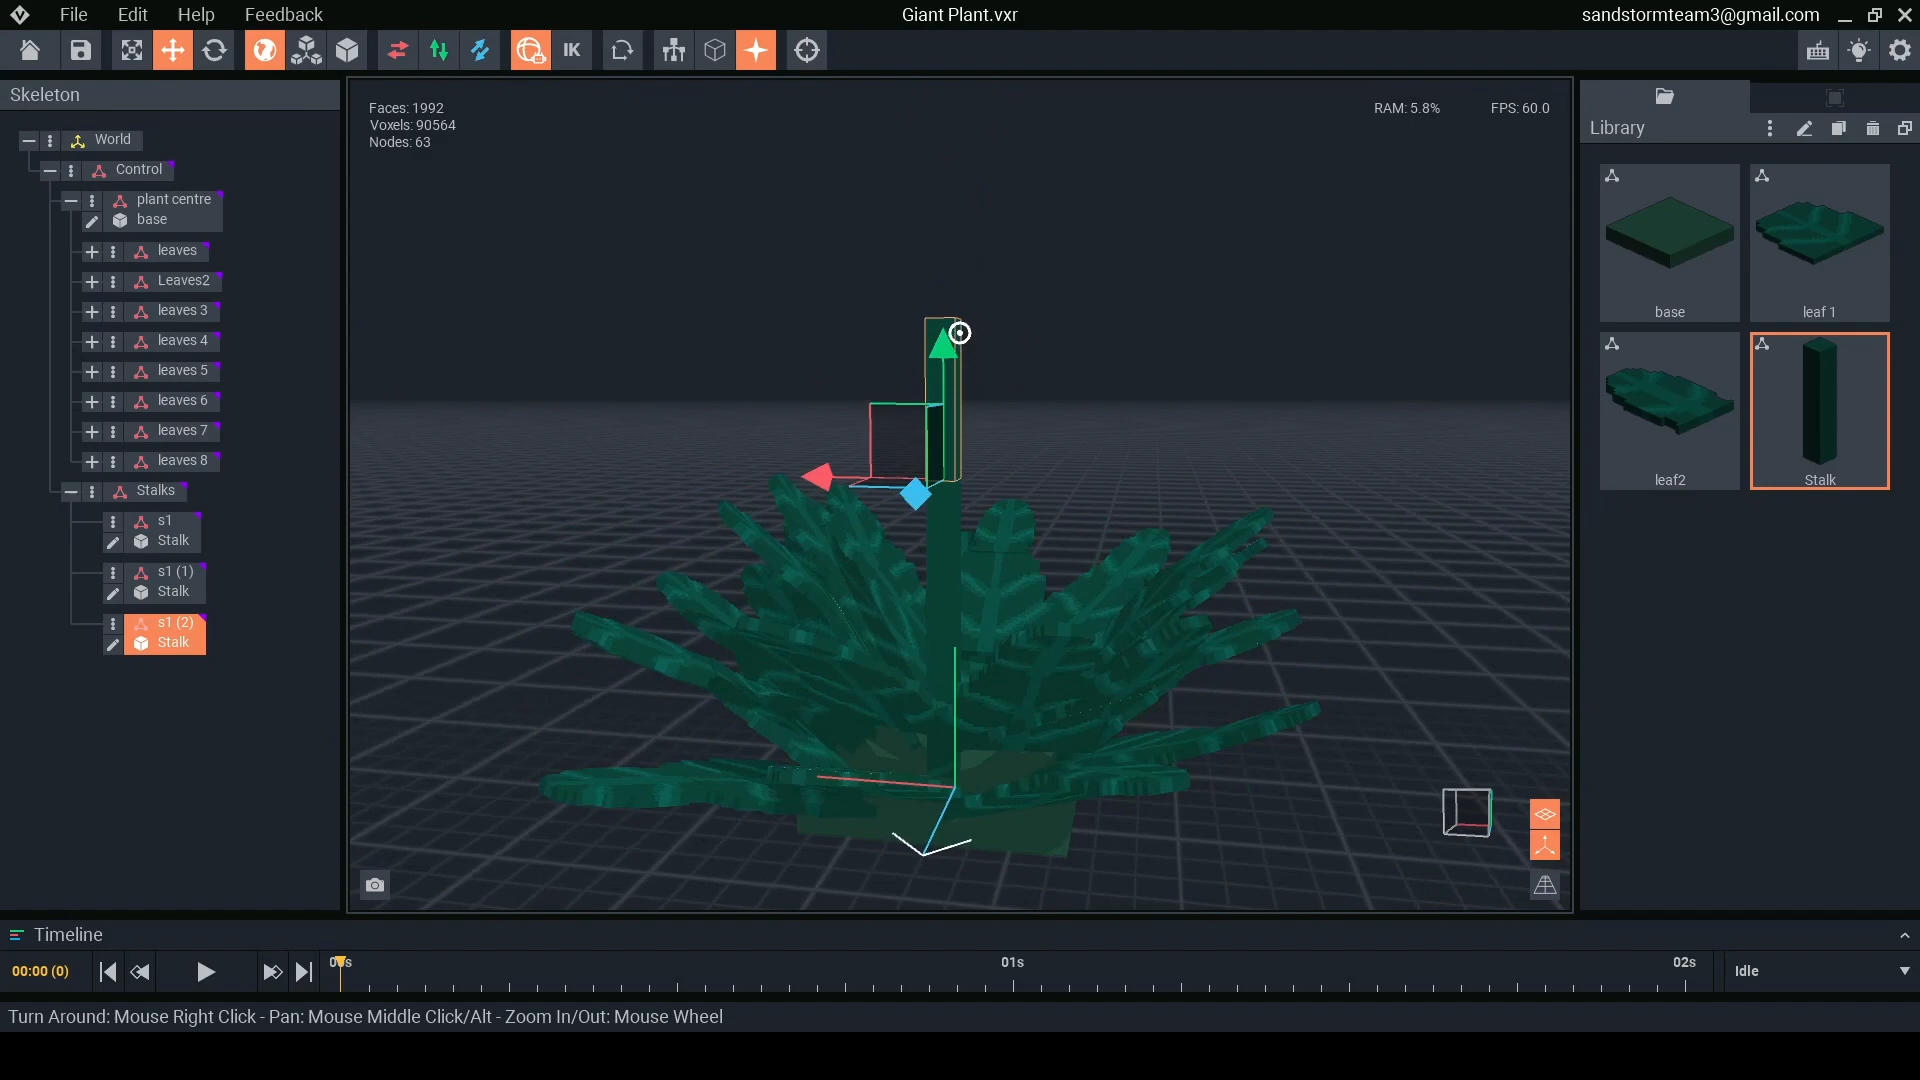 File Edit Help Feedback
Giant Plant.vxr
sandstormteam3@gmail.com
IK
Skeleton
World
Control
plant centre
base
leaves
Leaves2
leaves 3
leaves 4
leaves 5
leaves 6
leaves 7
leaves 8
Stalks
s1
Stalk
s1 (1)
Stalk
s1 (2)
Stalk
Faces: 1992
Voxels: 90564
Nodes: 63
RAM: 5.8%
FPS: 60.0
Library
base
leaf 1
leaf2
Stalk
Timeline
00:00 (0)
01s
02s
Idle
Turn Around: Mouse Right Click - Pan: Mouse Middle Click/Alt - Zoom In/Out: Mouse Wheel